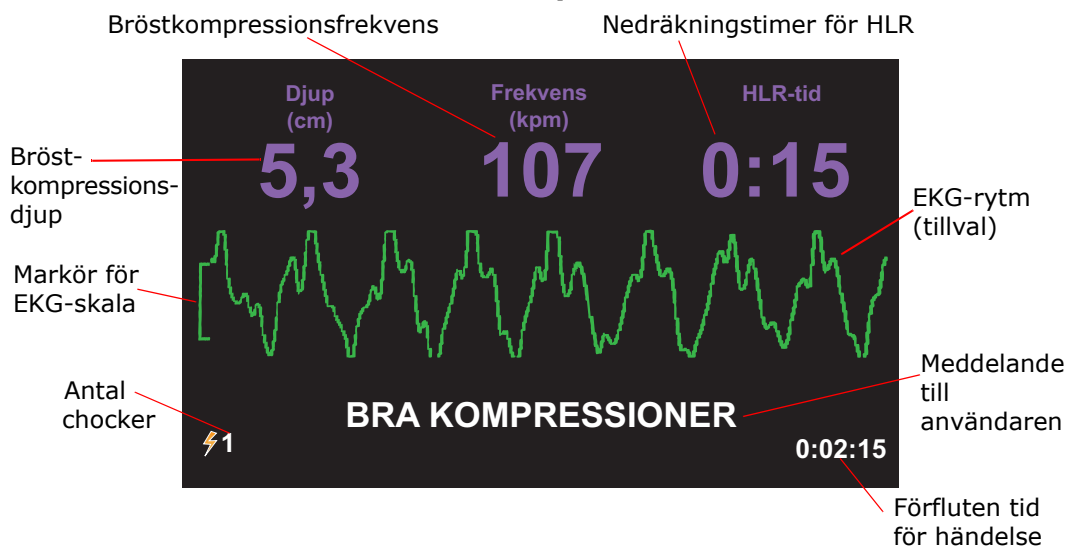 Bröstkompressionsfrekvens
Nedräkningstimer för HLR
Djup
(cm)
5,3
Frekvens
(kpm)
107
HLR-tid
0:15
Bröst-
kompressions-
djup
EKG-rytm
(tillval)
Markör för
EKG-skala
Antal
chocker
BRA KOMPRESSIONER
Meddelande
till
användaren
1
0:02:15
Förfluten tid
för händelse